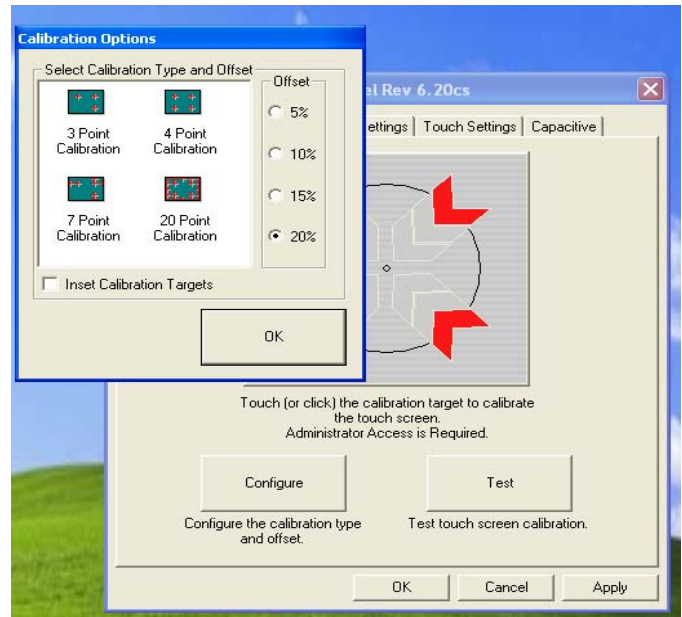 Calibration Options
Select Calibration Type and Offset
3 Point
Calibration
4 Point
Calibration
7 Point
Calibration
20 Point
Calibration
Offset
5%
10%
15%
20%
Inset Calibration Targets
OK
Rev 6.20cs
Touch Settings
Capacitive
Touch (or click) the calibration target to calibrate
the touch screen.
Administrator Access is Required.
Configure
Test
Configure the calibration type
and offset.
Test touch screen calibration.
OK
Cancel
Apply